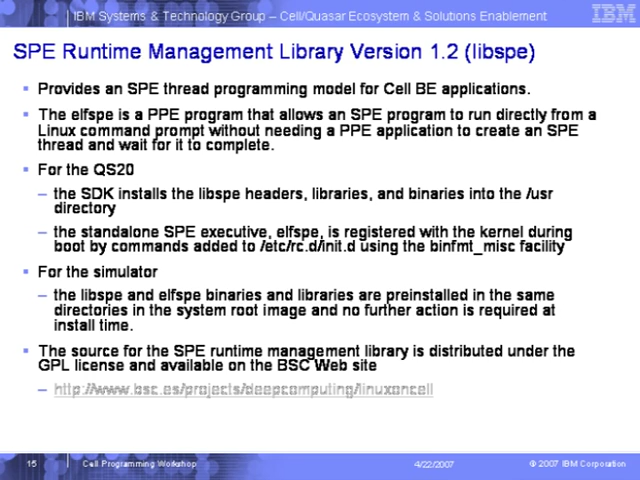 IBM Systems & Technology Group – Cell/Quasar Ecosystem & Solutions Enablement
IBM
SPE Runtime Management Library Version 1.2 (libspe)
▪ Provides an SPE thread programming model for Cell BE applications.
▪ The elfspe is a PPE program that allows an SPE program to run directly from a
Linux command prompt without needing a PPE application to create an SPE
thread and wait for it to complete.
▪ For the QS20
– the SDK installs the libspe headers, libraries, and binaries into the /usr
directory
– the standalone SPE executive, elfspe, is registered with the kernel during
boot by commands added to /etc/rc.d/init.d using the binfmt_misc facility
▪ For the simulator
– the libspe and elfspe binaries and libraries are preinstalled in the same
directories in the system root image and no further action is required at
install time.
▪ The source for the SPE runtime management library is distributed under the
GPL license and available on the BSC Web site
– http://www.bsc.es/projects/deepcomputing/linuxoncell
15 Cell Programming Workshop 4/22/2007 © 2007 IBM Corporation